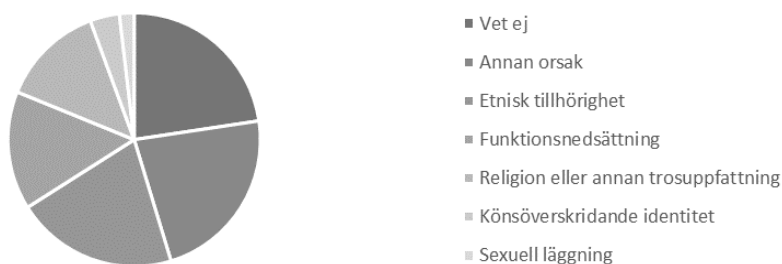 Vet ej
Annan orsak
Etnisk tillhörighet
Funktionsnedsättning
Religion eller annan trosuppfattning
Könsöverskridande identitet
Sexuell läggning